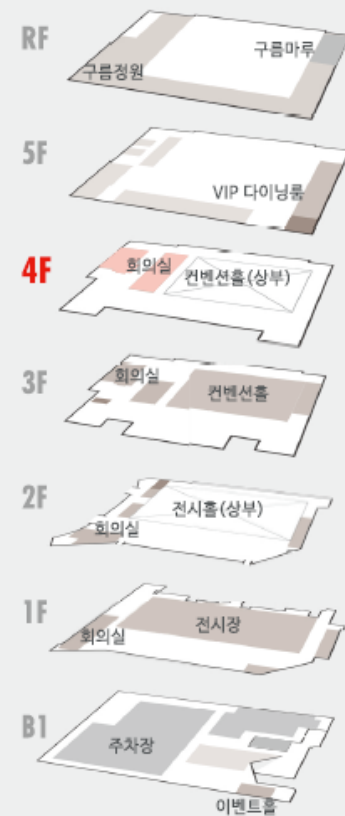 RF
구름마루
구름정원
5F
VIP 다이닝룸
4F
회의실
컨벤션홀(상부)
3F
회의실
컨벤션홀
2F
전시홀(상부)
회의실
1F
전시장
회의실
B1
주차장
이벤트홀